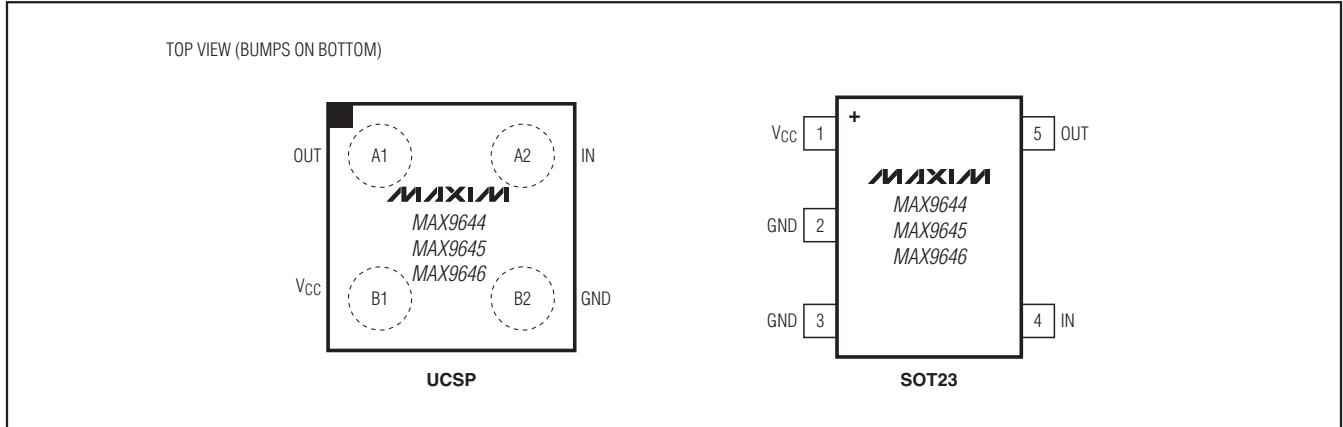 TOP VIEW (BUMPS ON BOTTOM)
OUT A1 A2 IN
MAXIM
MAX9644
MAX9645
MAX9646
VCC B1 B2 GND
UCSP
+
VCC 1 5 OUT
MAXIM
MAX9644
GND 2 MAX9645
MAX9646
GND 3 4 IN
SOT23